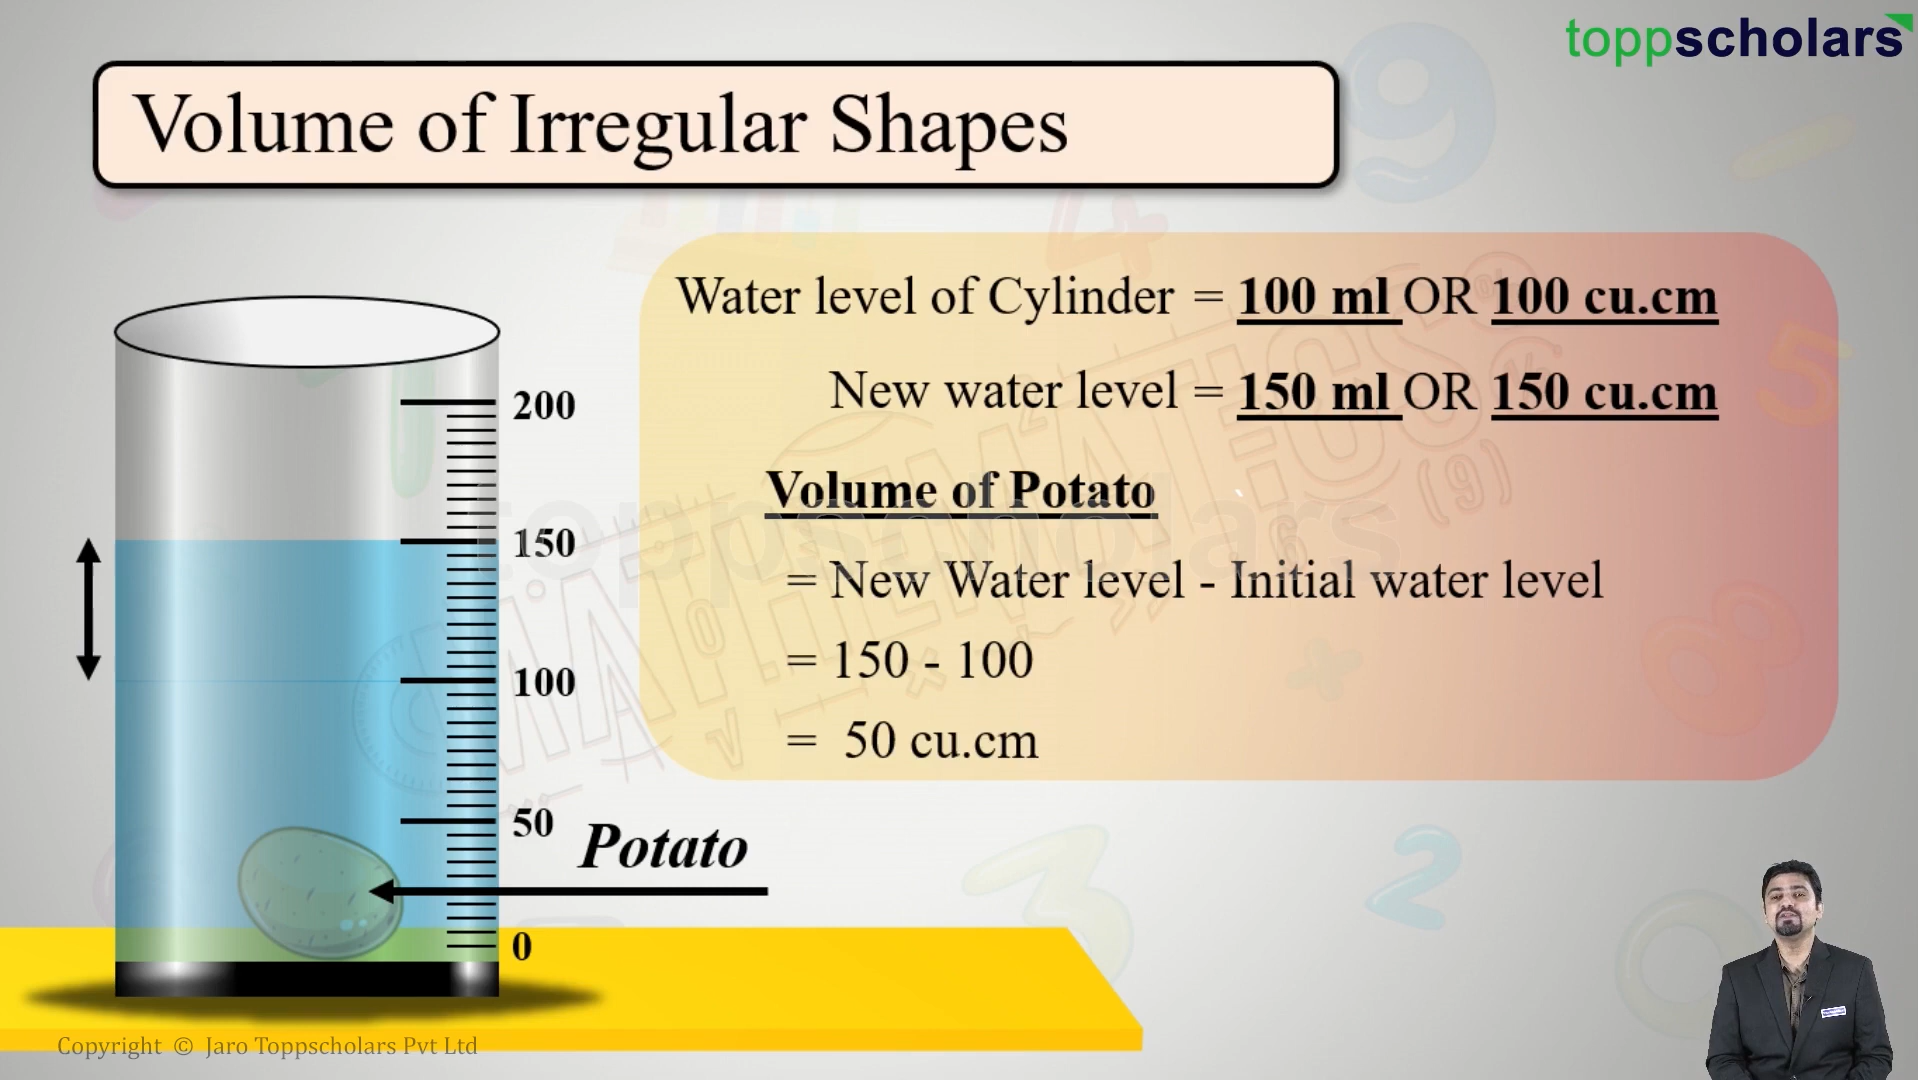 toppscholars
Volume of Irregular Shapes
Water level of Cylinder = 100 ml OR 100 cu.cm
New water level = 150 ml OR 150 cu.cm
Volume of Potato
= New Water level - Initial water level
= 150 - 100
= 50 cu.cm
200
150
100
50
0
Potato
toppscholars
MATHEMATICS
Copyright © Jaro Toppscholars Pvt Ltd